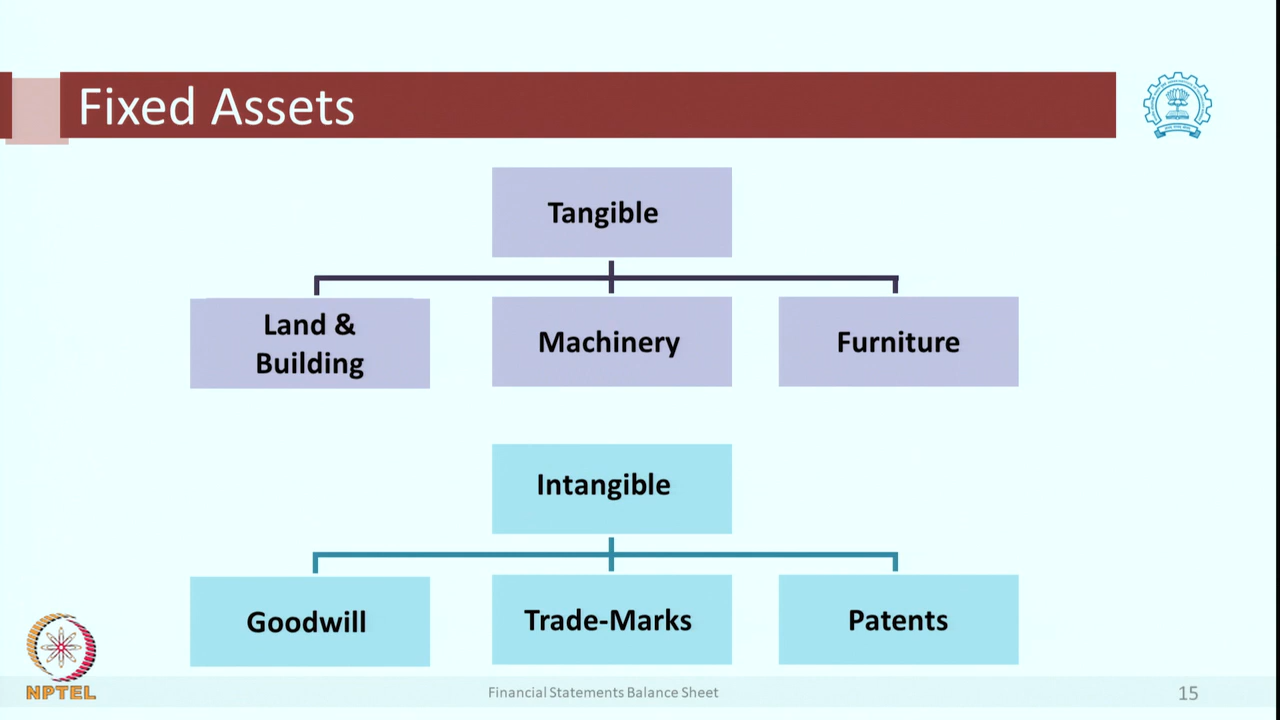 Fixed Assets
Tangible
Land &
Building
Machinery
Furniture
Intangible
Goodwill
Trade-Marks
Patents
NPTEL
Financial Statements Balance Sheet
15